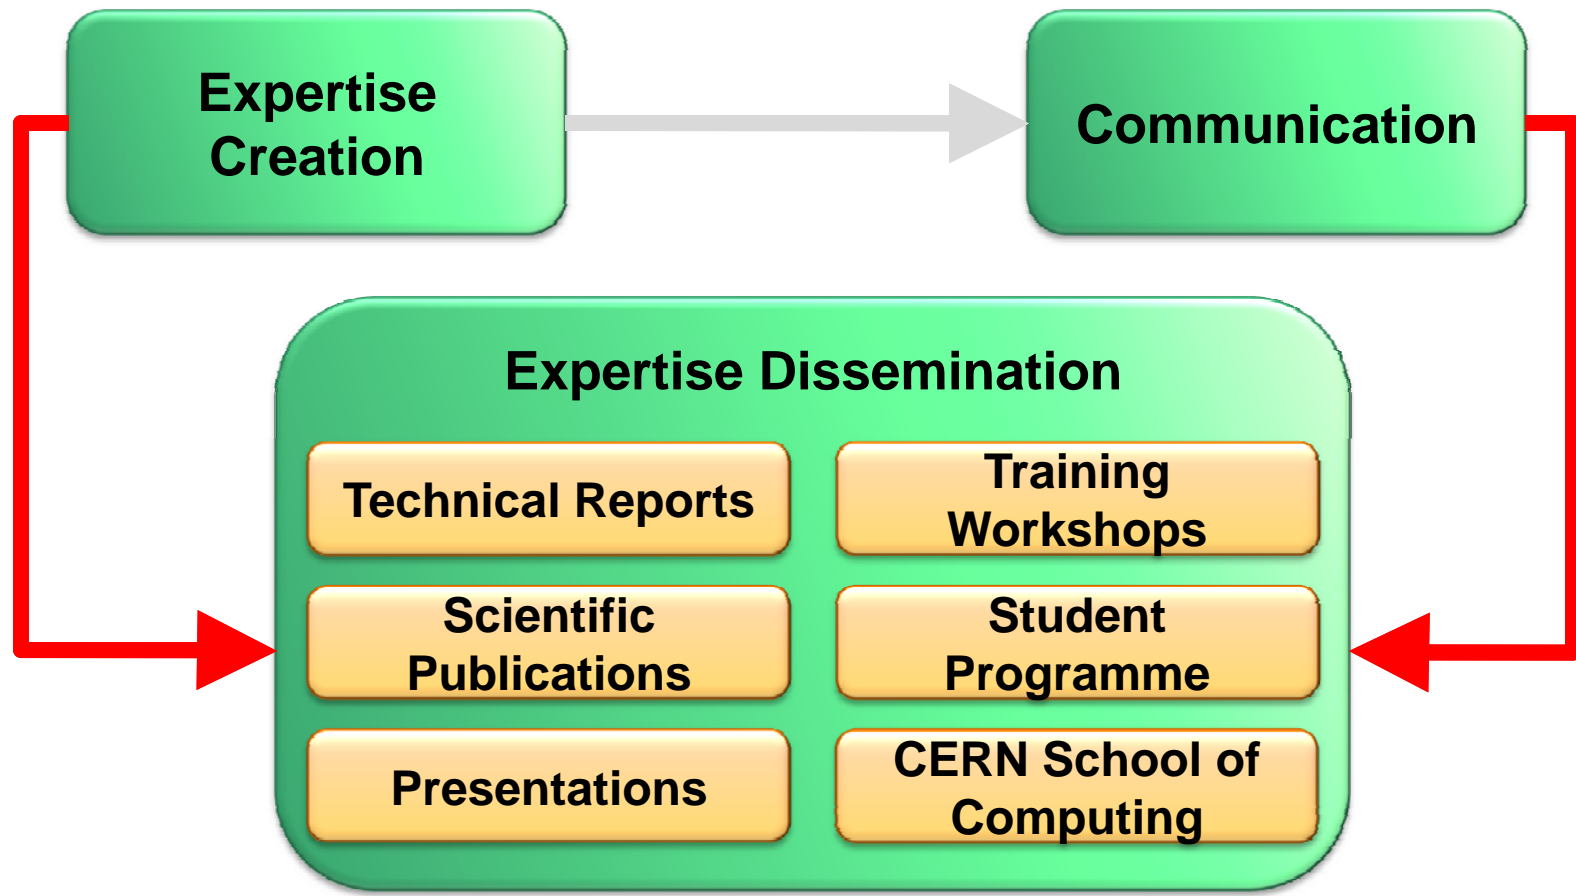 Expertise
Creation
Communication
Expertise Dissemination
Technical Reports
Training
Workshops
Scientific
Publications
Student
Programme
Presentations
CERN School of
Computing